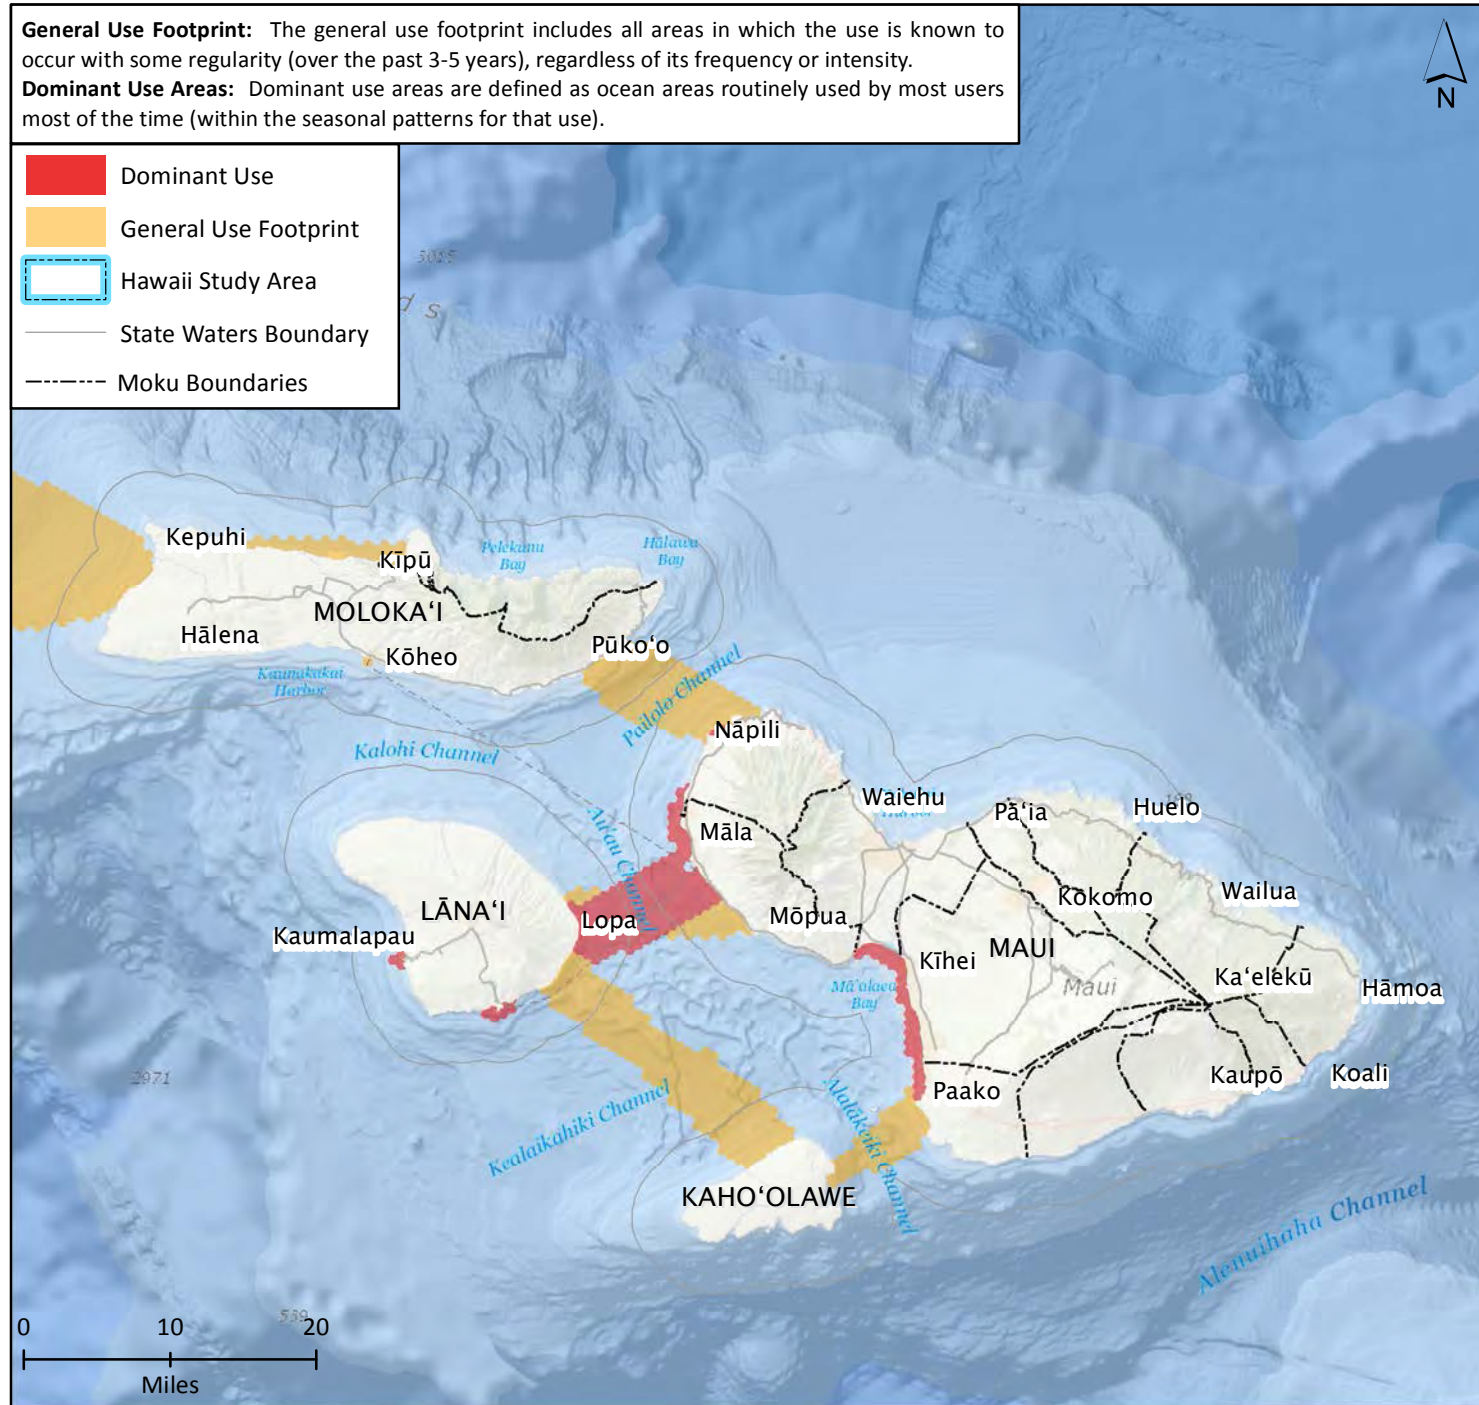 General Use Footprint: The general use footprint includes all areas in which the use is known to
occur with some regularity (over the past 3-5 years), regardless of its frequency or intensity.
Dominant Use Areas: Dominant use areas are defined as ocean areas routinely used by most users
most of the time (within the seasonal patterns for that use).
N
Dominant Use
General Use Footprint
Hawaii Study Area
State Waters Boundary
Moku Boundaries
3025
d s
Kepuhi
Kīpū
Pelekunu
Bay
Hālawa
Bay
MOLOKAʻI
Hālena
Kōheo
Pūkoʻo
Kaunakakai
Harbor
Pailolo Channel
Kalohi Channel
Nāpili
Waiehu
Pāʻia
Huelo
Māla
Auʻau Channel
LĀNAʻI
Lopa
Kaumalapau
Mōpua
Kōkomo
Wailua
Kīhei
MAUI
Maui
Kaʻelekū
Hāmoa
Māʻalaea
Bay
2971
Paako
Kaupō
Koali
Kealaikahiki Channel
Alalākeiki Channel
KAHOʻOLAWE
Alenuihāhā Channel
539
0 10 20
Miles